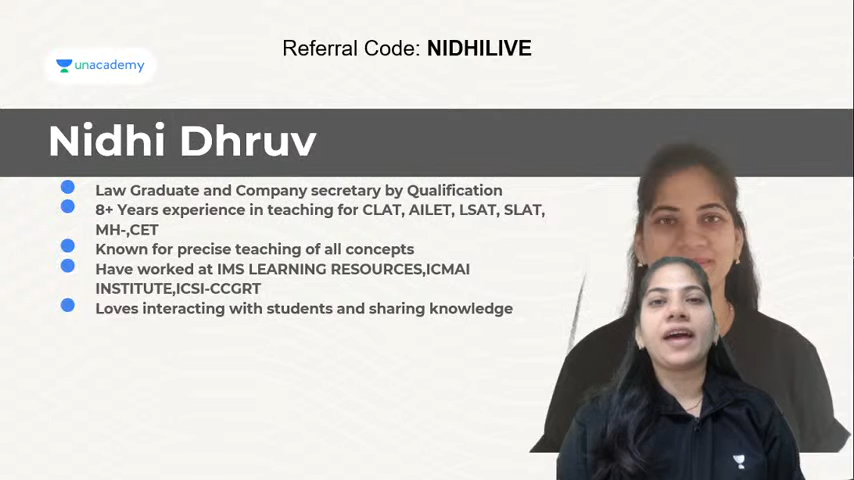 Referral Code: NIDHILIVE
unacademy
Nidhi Dhruv
Law Graduate and Company secretary by Qualification
8+ Years experience in teaching for CLAT, AILET, LSAT, SLAT,
MH-,CET
Known for precise teaching of all concepts
Have worked at IMS LEARNING RESOURCES,ICMAI
INSTITUTE,ICSI-CCGRT
Loves interacting with students and sharing knowledge